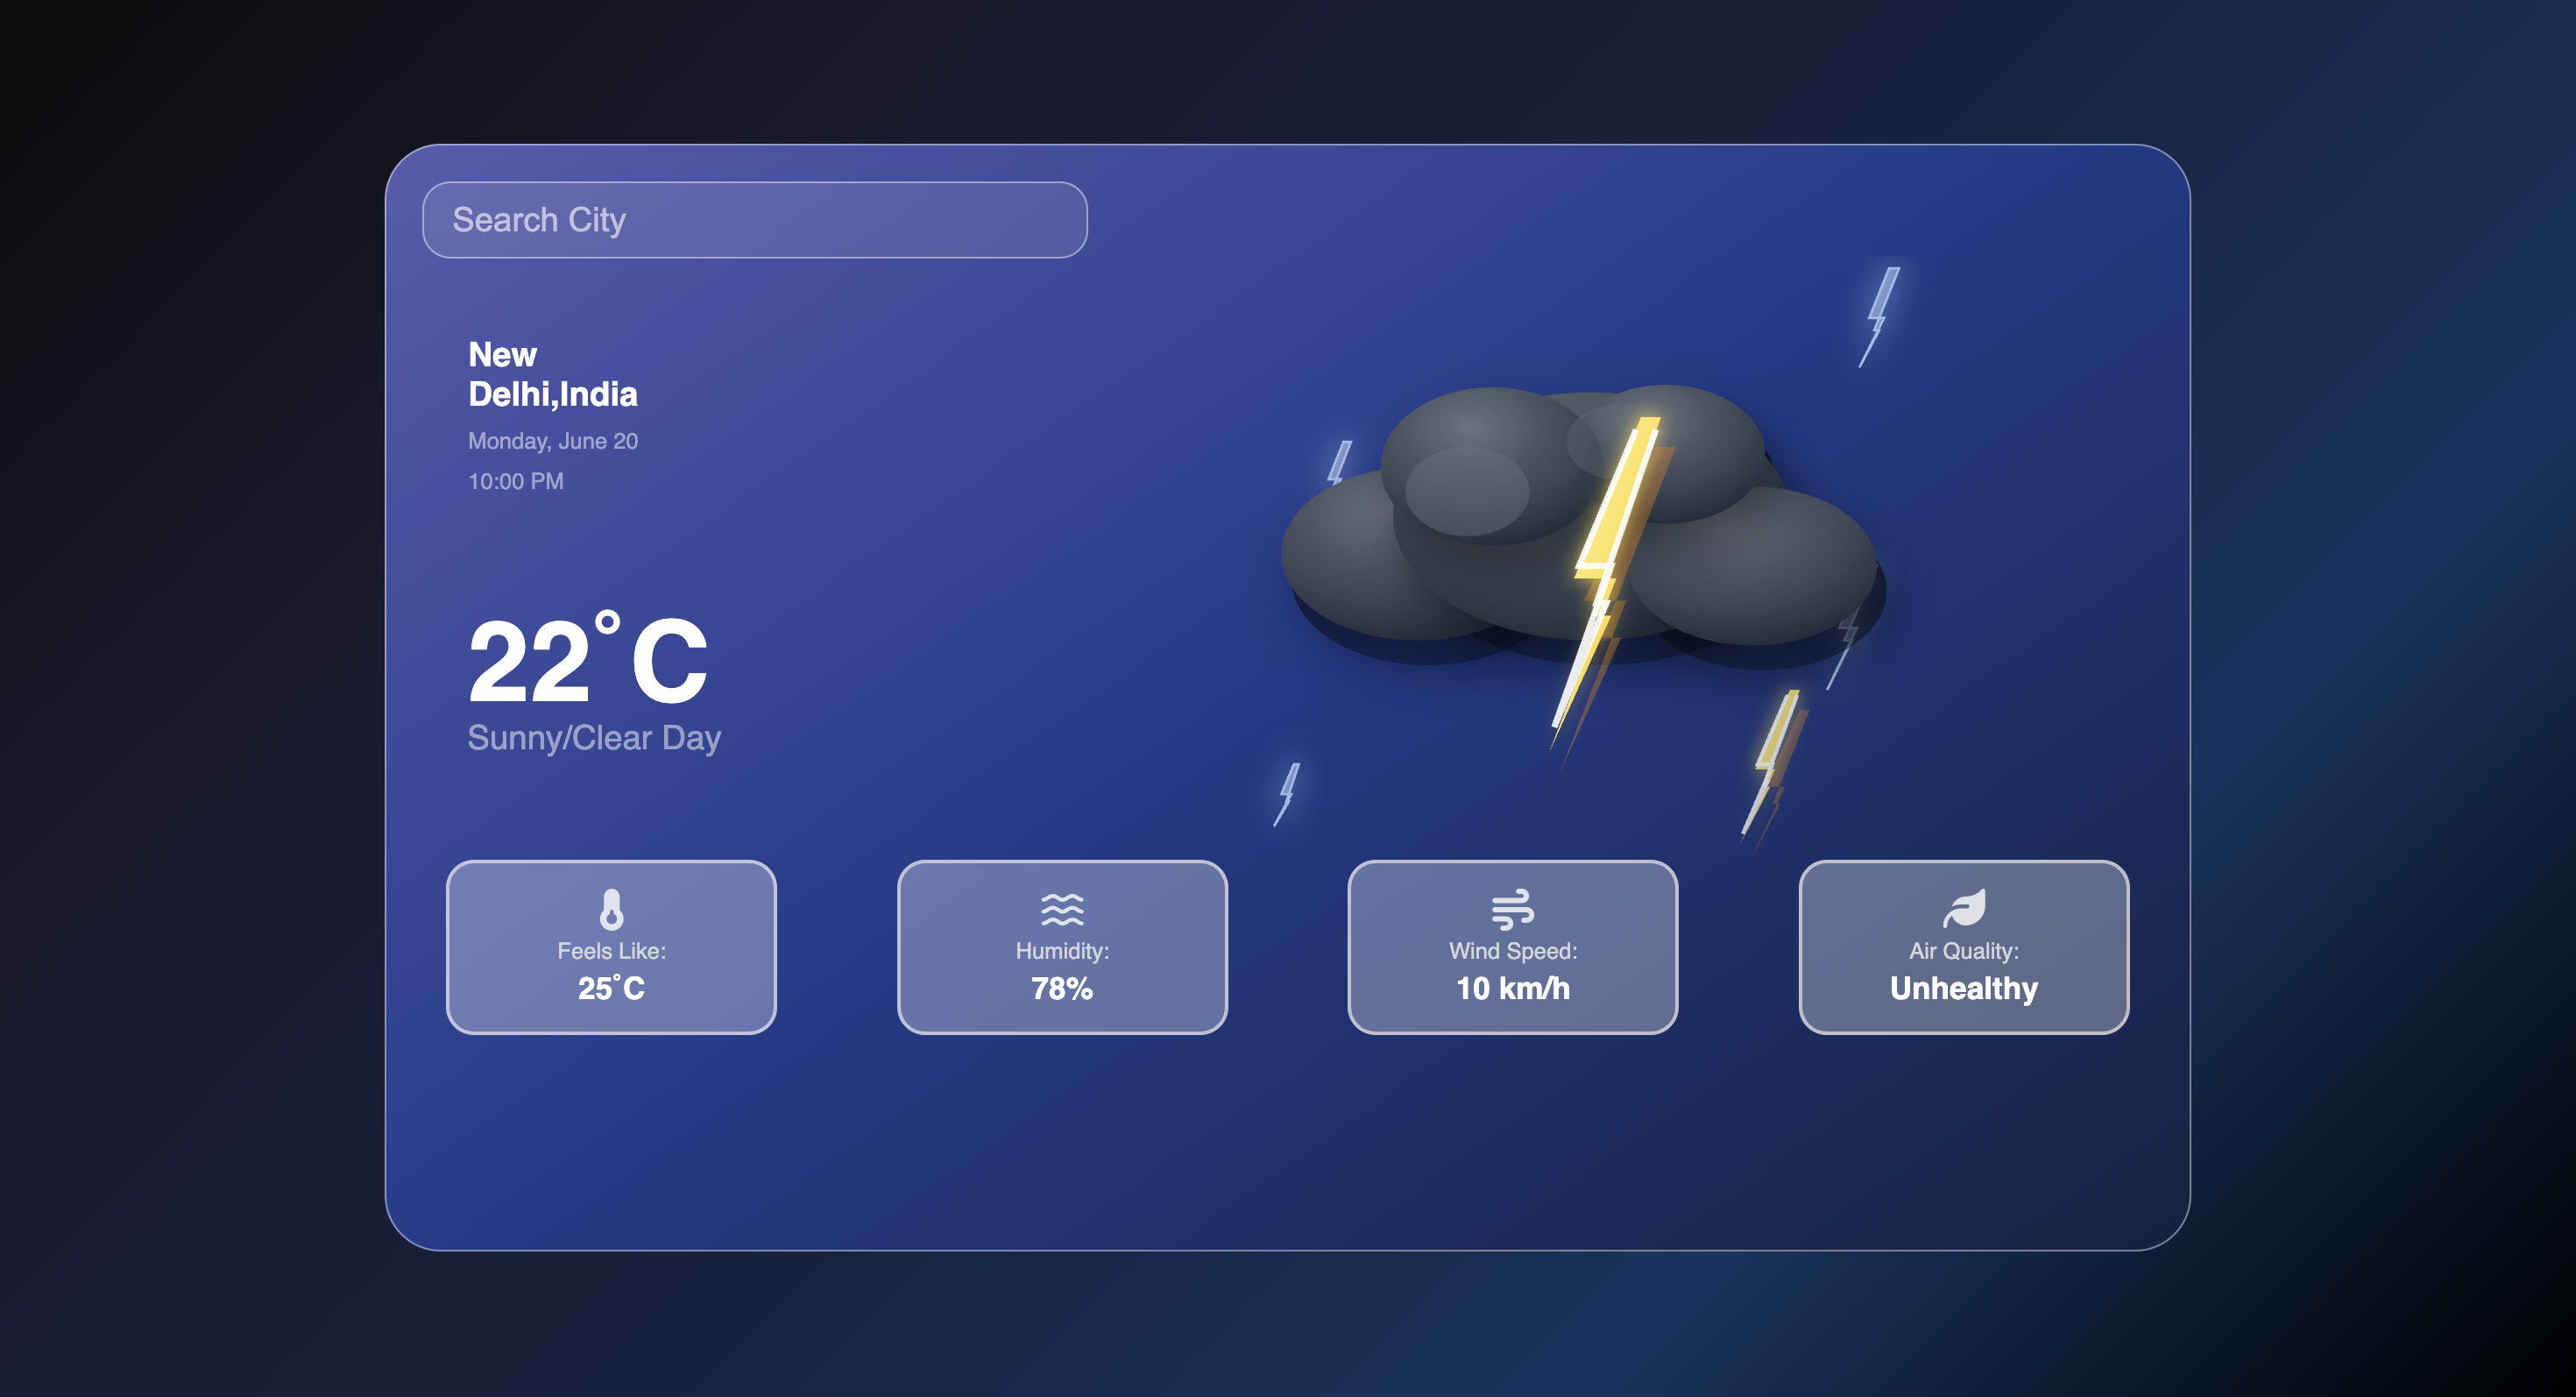 Search City
New
Delhi,India
Monday, June 20
10:00 PM
22°C
Sunny/Clear Day
Feels Like:
25°C
Humidity:
78%
Wind Speed:
10 km/h
Air Quality:
Unhealthy